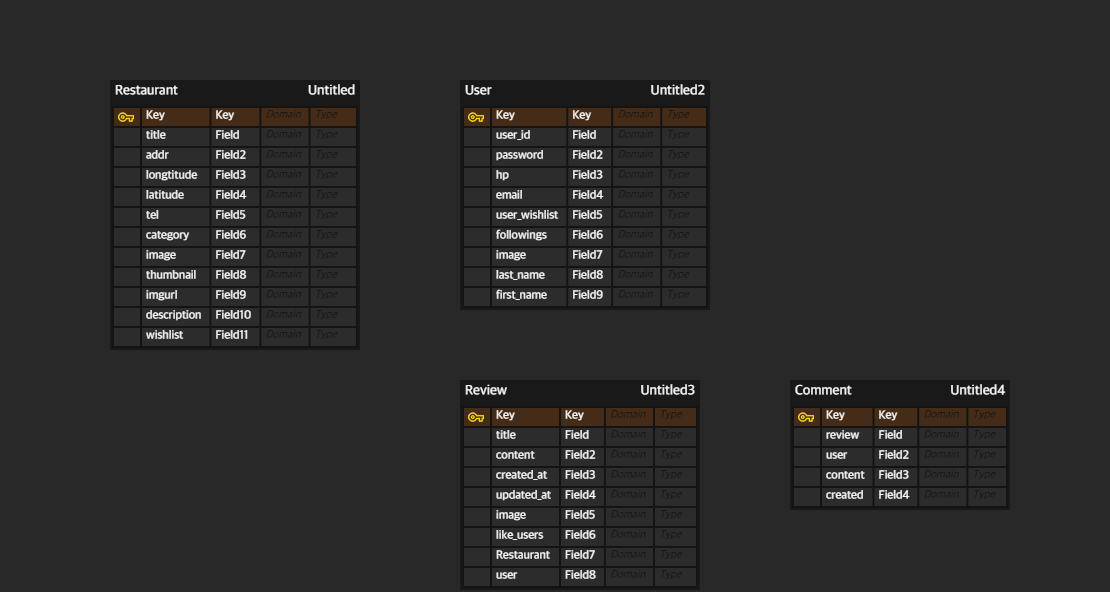 Restaurant Untitled
Key Key Domain Type
title Field Domain Type
addr Field2 Domain Type
longtitude Field3 Domain Type
latitude Field4 Domain Type
tel Field5 Domain Type
category Field6 Domain Type
image Field7 Domain Type
thumbnail Field8 Domain Type
imgurl Field9 Domain Type
description Field10 Domain Type
wishlist Field11 Domain Type
User Untitled2
Key Key Domain Type
user_id Field Domain Type
password Field2 Domain Type
hp Field3 Domain Type
email Field4 Domain Type
user_wishlist Field5 Domain Type
followings Field6 Domain Type
image Field7 Domain Type
last_name Field8 Domain Type
first_name Field9 Domain Type
Review Untitled3
Key Key Domain Type
title Field Domain Type
content Field2 Domain Type
created_at Field3 Domain Type
updated_at Field4 Domain Type
image Field5 Domain Type
like_users Field6 Domain Type
Restaurant Field7 Domain Type
user Field8 Domain Type
Comment Untitled4
Key Key Domain Type
review Field Domain Type
user Field2 Domain Type
content Field3 Domain Type
created Field4 Domain Type